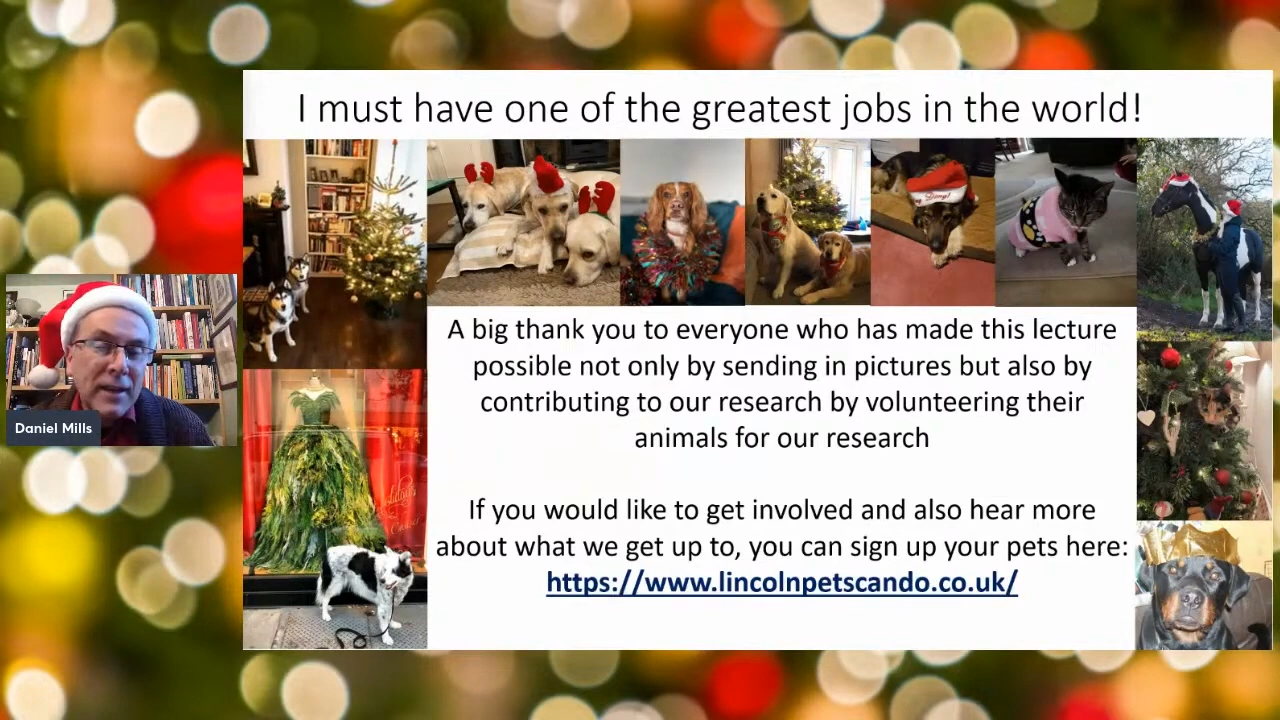 I must have one of the greatest jobs in the world!
A big thank you to everyone who has made this lecture
possible not only by sending in pictures but also by
contributing to our research by volunteering their
animals for our research
If you would like to get involved and also hear more
about what we get up to, you can sign up your pets here:
https://www.lincolnpetscando.co.uk/
Daniel Mills